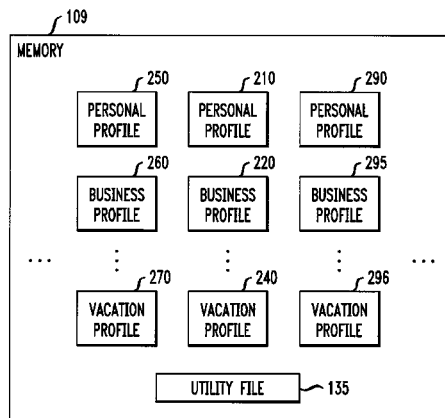 109
MEMORY
250 210 290
PERSONAL PROFILE PERSONAL PROFILE PERSONAL PROFILE
260 220 295
BUSINESS PROFILE BUSINESS PROFILE BUSINESS PROFILE
... ...
270 240 296
VACATION PROFILE VACATION PROFILE VACATION PROFILE
UTILITY FILE 135